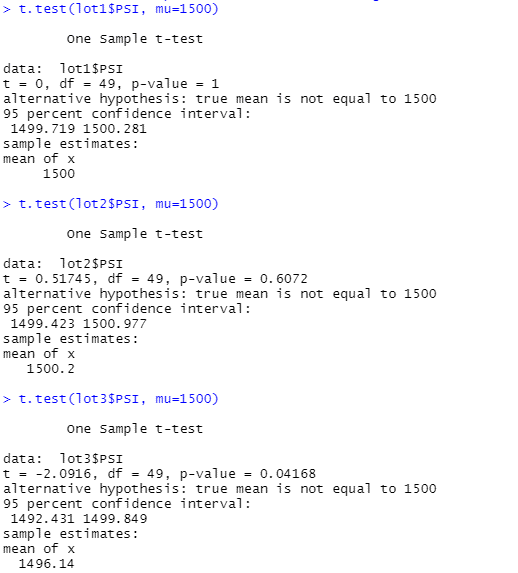 > t.test(lot1$PSI, mu=1500)
One Sample t-test
data: lot1$PSI
t = 0, df = 49, p-value = 1
alternative hypothesis: true mean is not equal to 1500
95 percent confidence interval:
1499.719 1500.281
sample estimates:
mean of x
1500
> t.test(lot2$PSI, mu=1500)
One Sample t-test
data: lot2$PSI
t = 0.51745, df = 49, p-value = 0.6072
alternative hypothesis: true mean is not equal to 1500
95 percent confidence interval:
1499.423 1500.977
sample estimates:
mean of x
1500.2
> t.test(lot3$PSI, mu=1500)
One Sample t-test
data: lot3$PSI
t = -2.0916, df = 49, p-value = 0.04168
alternative hypothesis: true mean is not equal to 1500
95 percent confidence interval:
1492.431 1499.849
sample estimates:
mean of x
1496.14